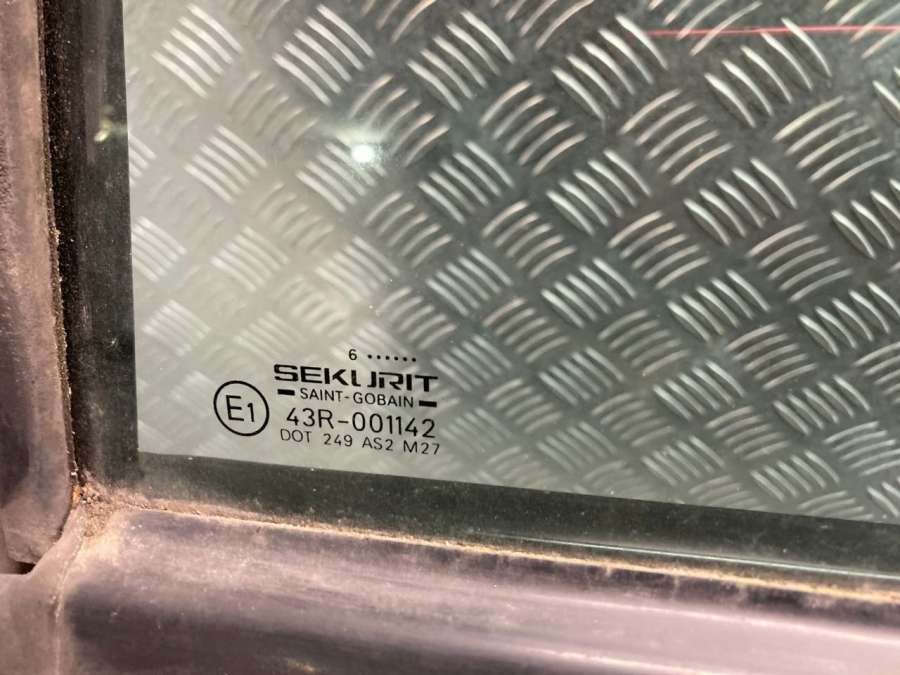 6 ......
SEKURIT
SAINT-GOBAIN
E1
43R-001142
DOT 249 AS2 M27